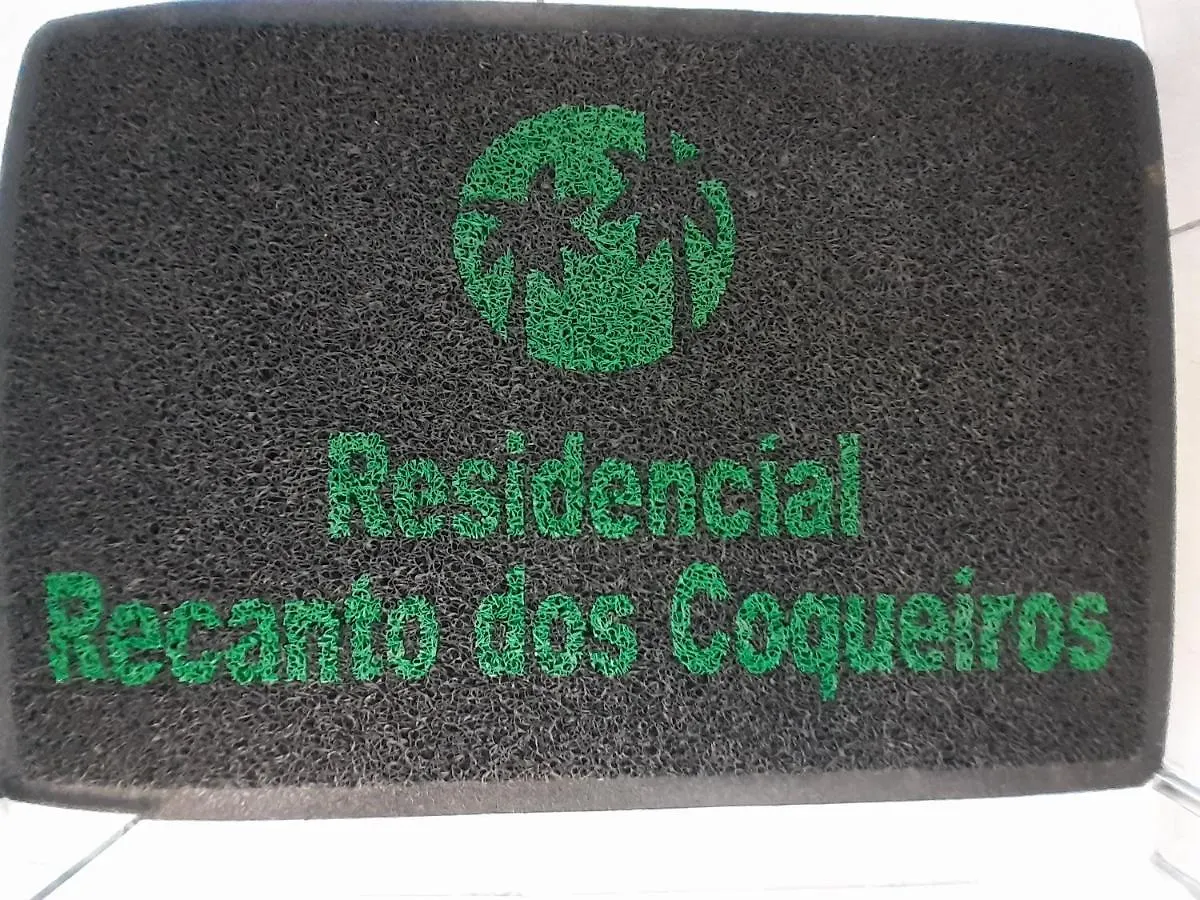 Residencial
Recanto dos Coqueiros